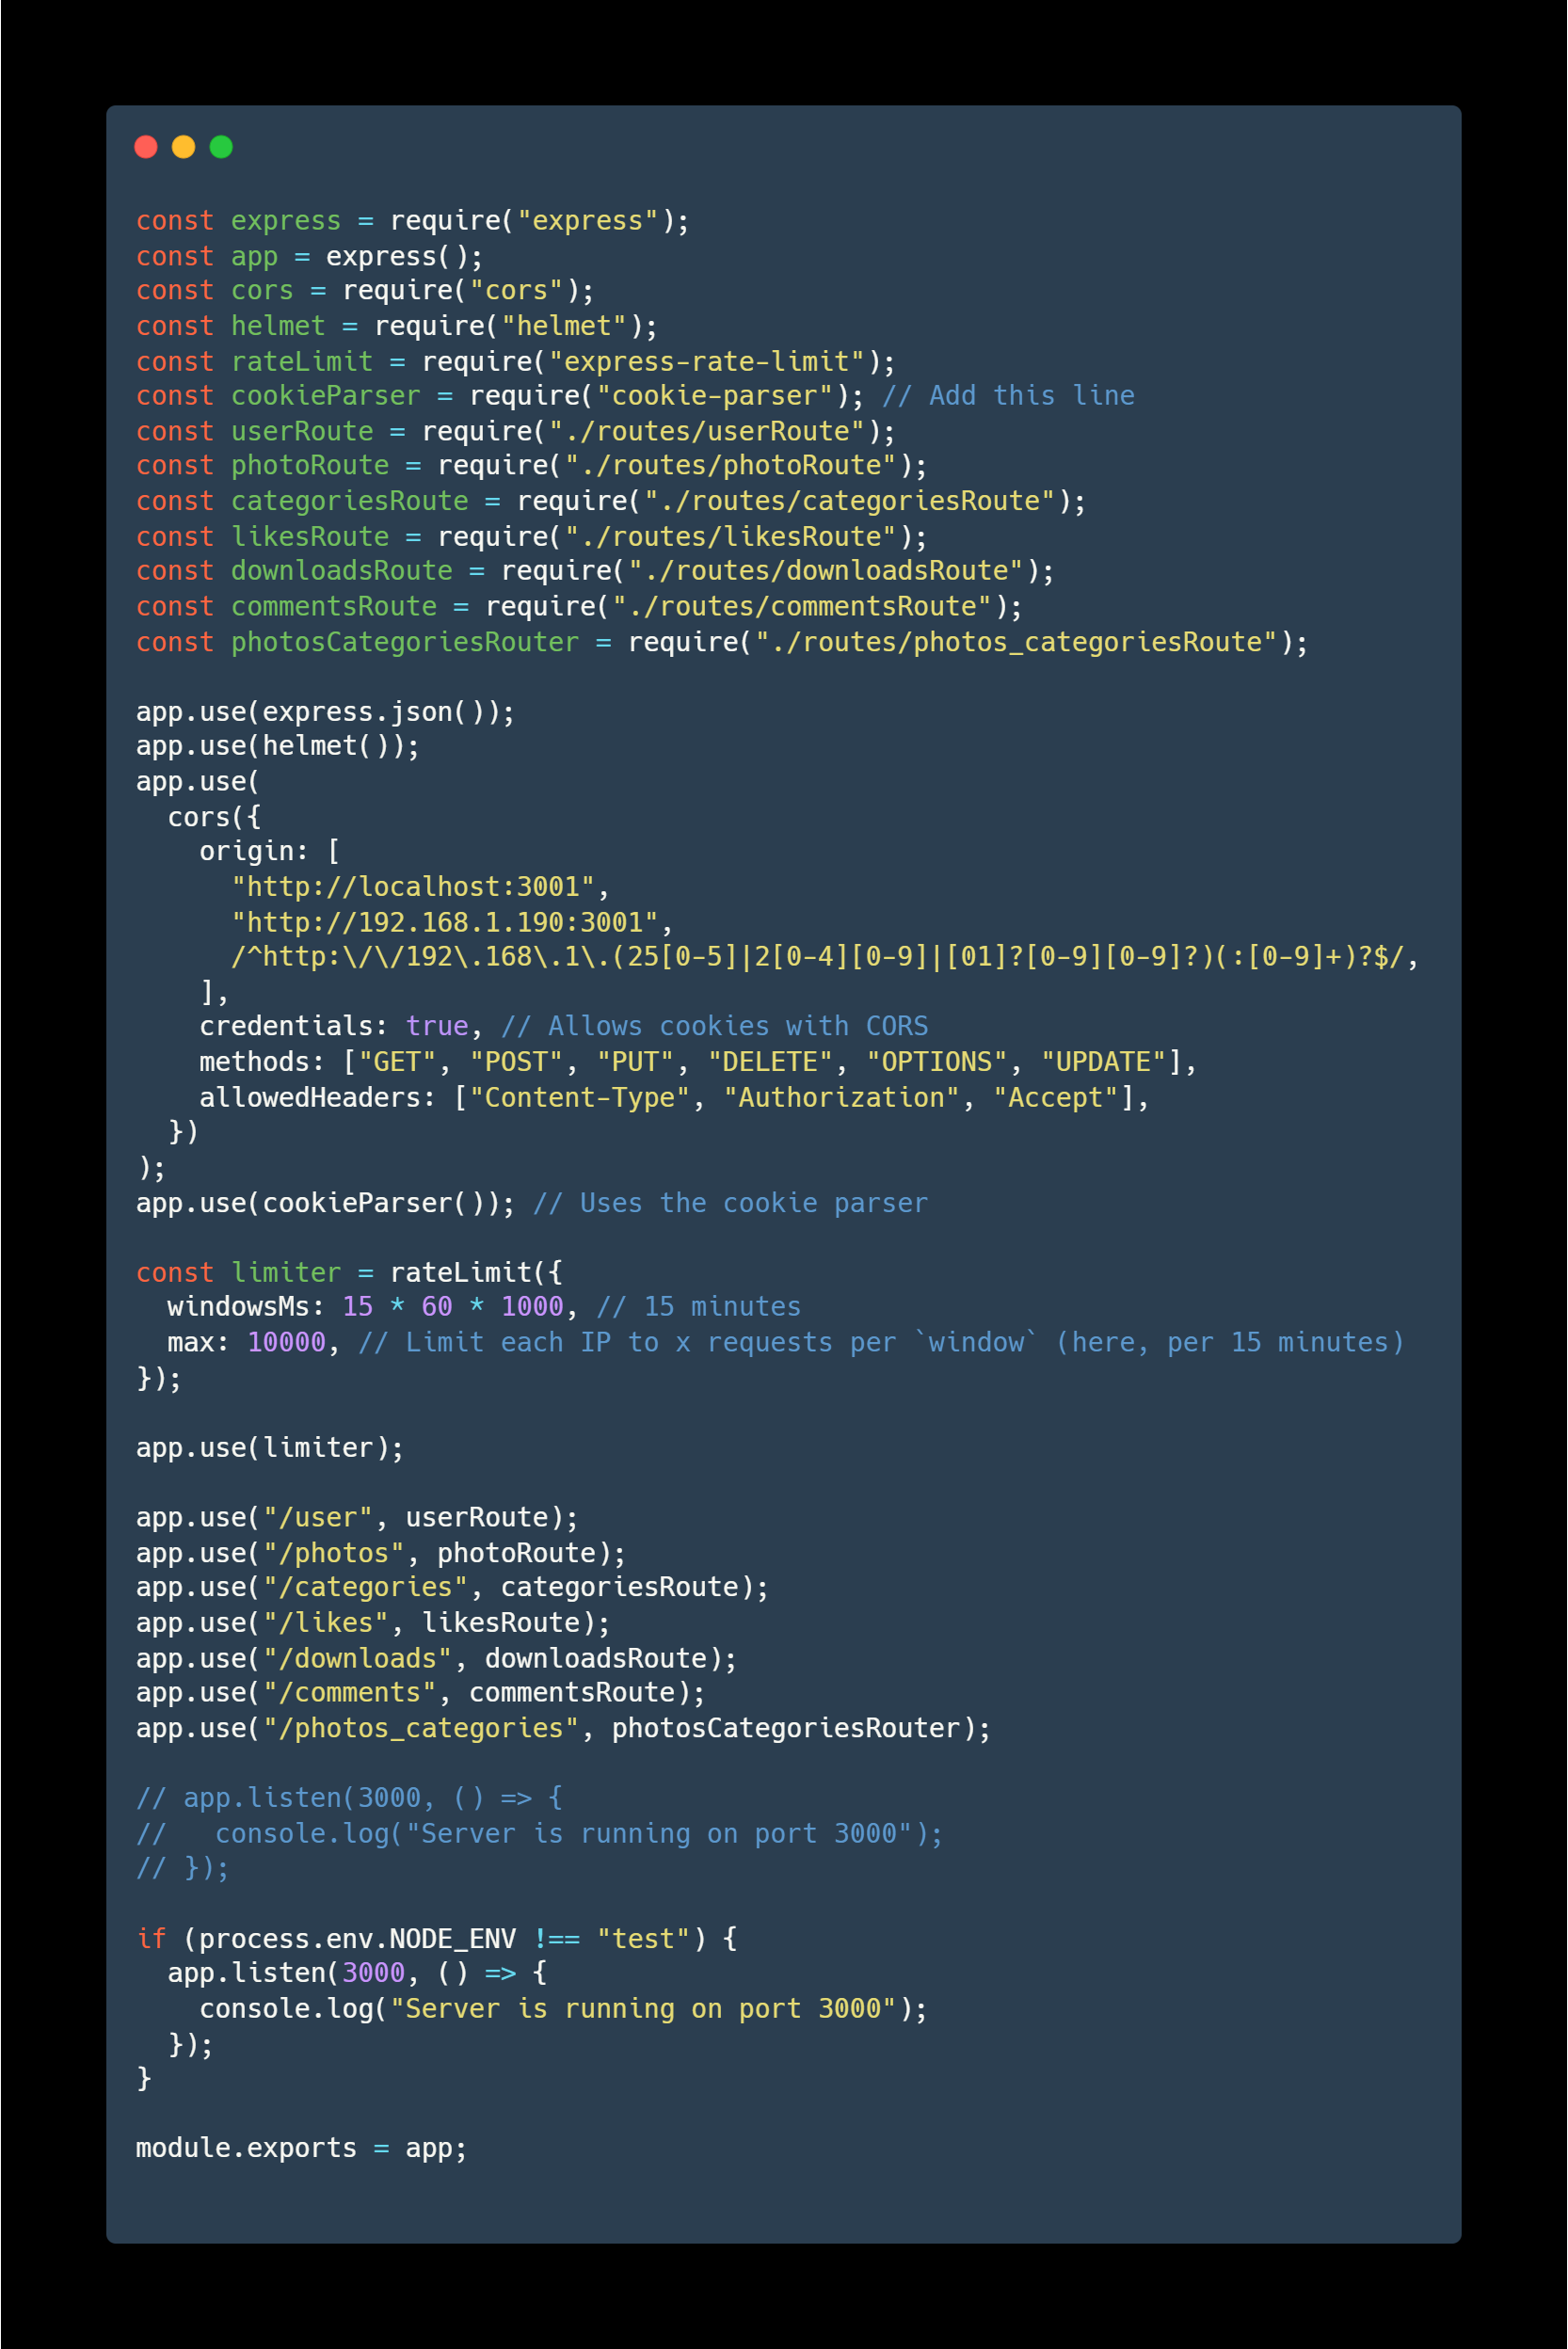 const express = require("express");
const app = express();
const cors = require("cors");
const helmet = require("helmet");
const rateLimit = require("express-rate-limit");
const cookieParser = require("cookie-parser"); // Add this line
const userRoute = require("./routes/userRoute");
const photoRoute = require("./routes/photoRoute");
const categoriesRoute = require("./routes/categoriesRoute");
const likesRoute = require("./routes/likesRoute");
const downloadsRoute = require("./routes/downloadsRoute");
const commentsRoute = require("./routes/commentsRoute");
const photosCategoriesRouter = require("./routes/photos_categoriesRoute");

app.use(express.json());
app.use(helmet());
app.use(
  cors({
    origin: [
      "http://localhost:3001",
      "http://192.168.1.190:3001",
      /^http:\/\/192\.168\.1\.(25[0-5]|2[0-4][0-9]|[01]?[0-9][0-9]?)(:[0-9]+)?$/,
    ],
    credentials: true, // Allows cookies with CORS
    methods: ["GET", "POST", "PUT", "DELETE", "OPTIONS", "UPDATE"],
    allowedHeaders: ["Content-Type", "Authorization", "Accept"],
  })
);
app.use(cookieParser()); // Uses the cookie parser

const limiter = rateLimit({
  windowsMs: 15 * 60 * 1000, // 15 minutes
  max: 10000, // Limit each IP to x requests per `window` (here, per 15 minutes)
});

app.use(limiter);

app.use("/user", userRoute);
app.use("/photos", photoRoute);
app.use("/categories", categoriesRoute);
app.use("/likes", likesRoute);
app.use("/downloads", downloadsRoute);
app.use("/comments", commentsRoute);
app.use("/photos_categories", photosCategoriesRouter);

// app.listen(3000, () => {
//   console.log("Server is running on port 3000");
// });

if (process.env.NODE_ENV !== "test") {
  app.listen(3000, () => {
    console.log("Server is running on port 3000");
  });
}

module.exports = app;